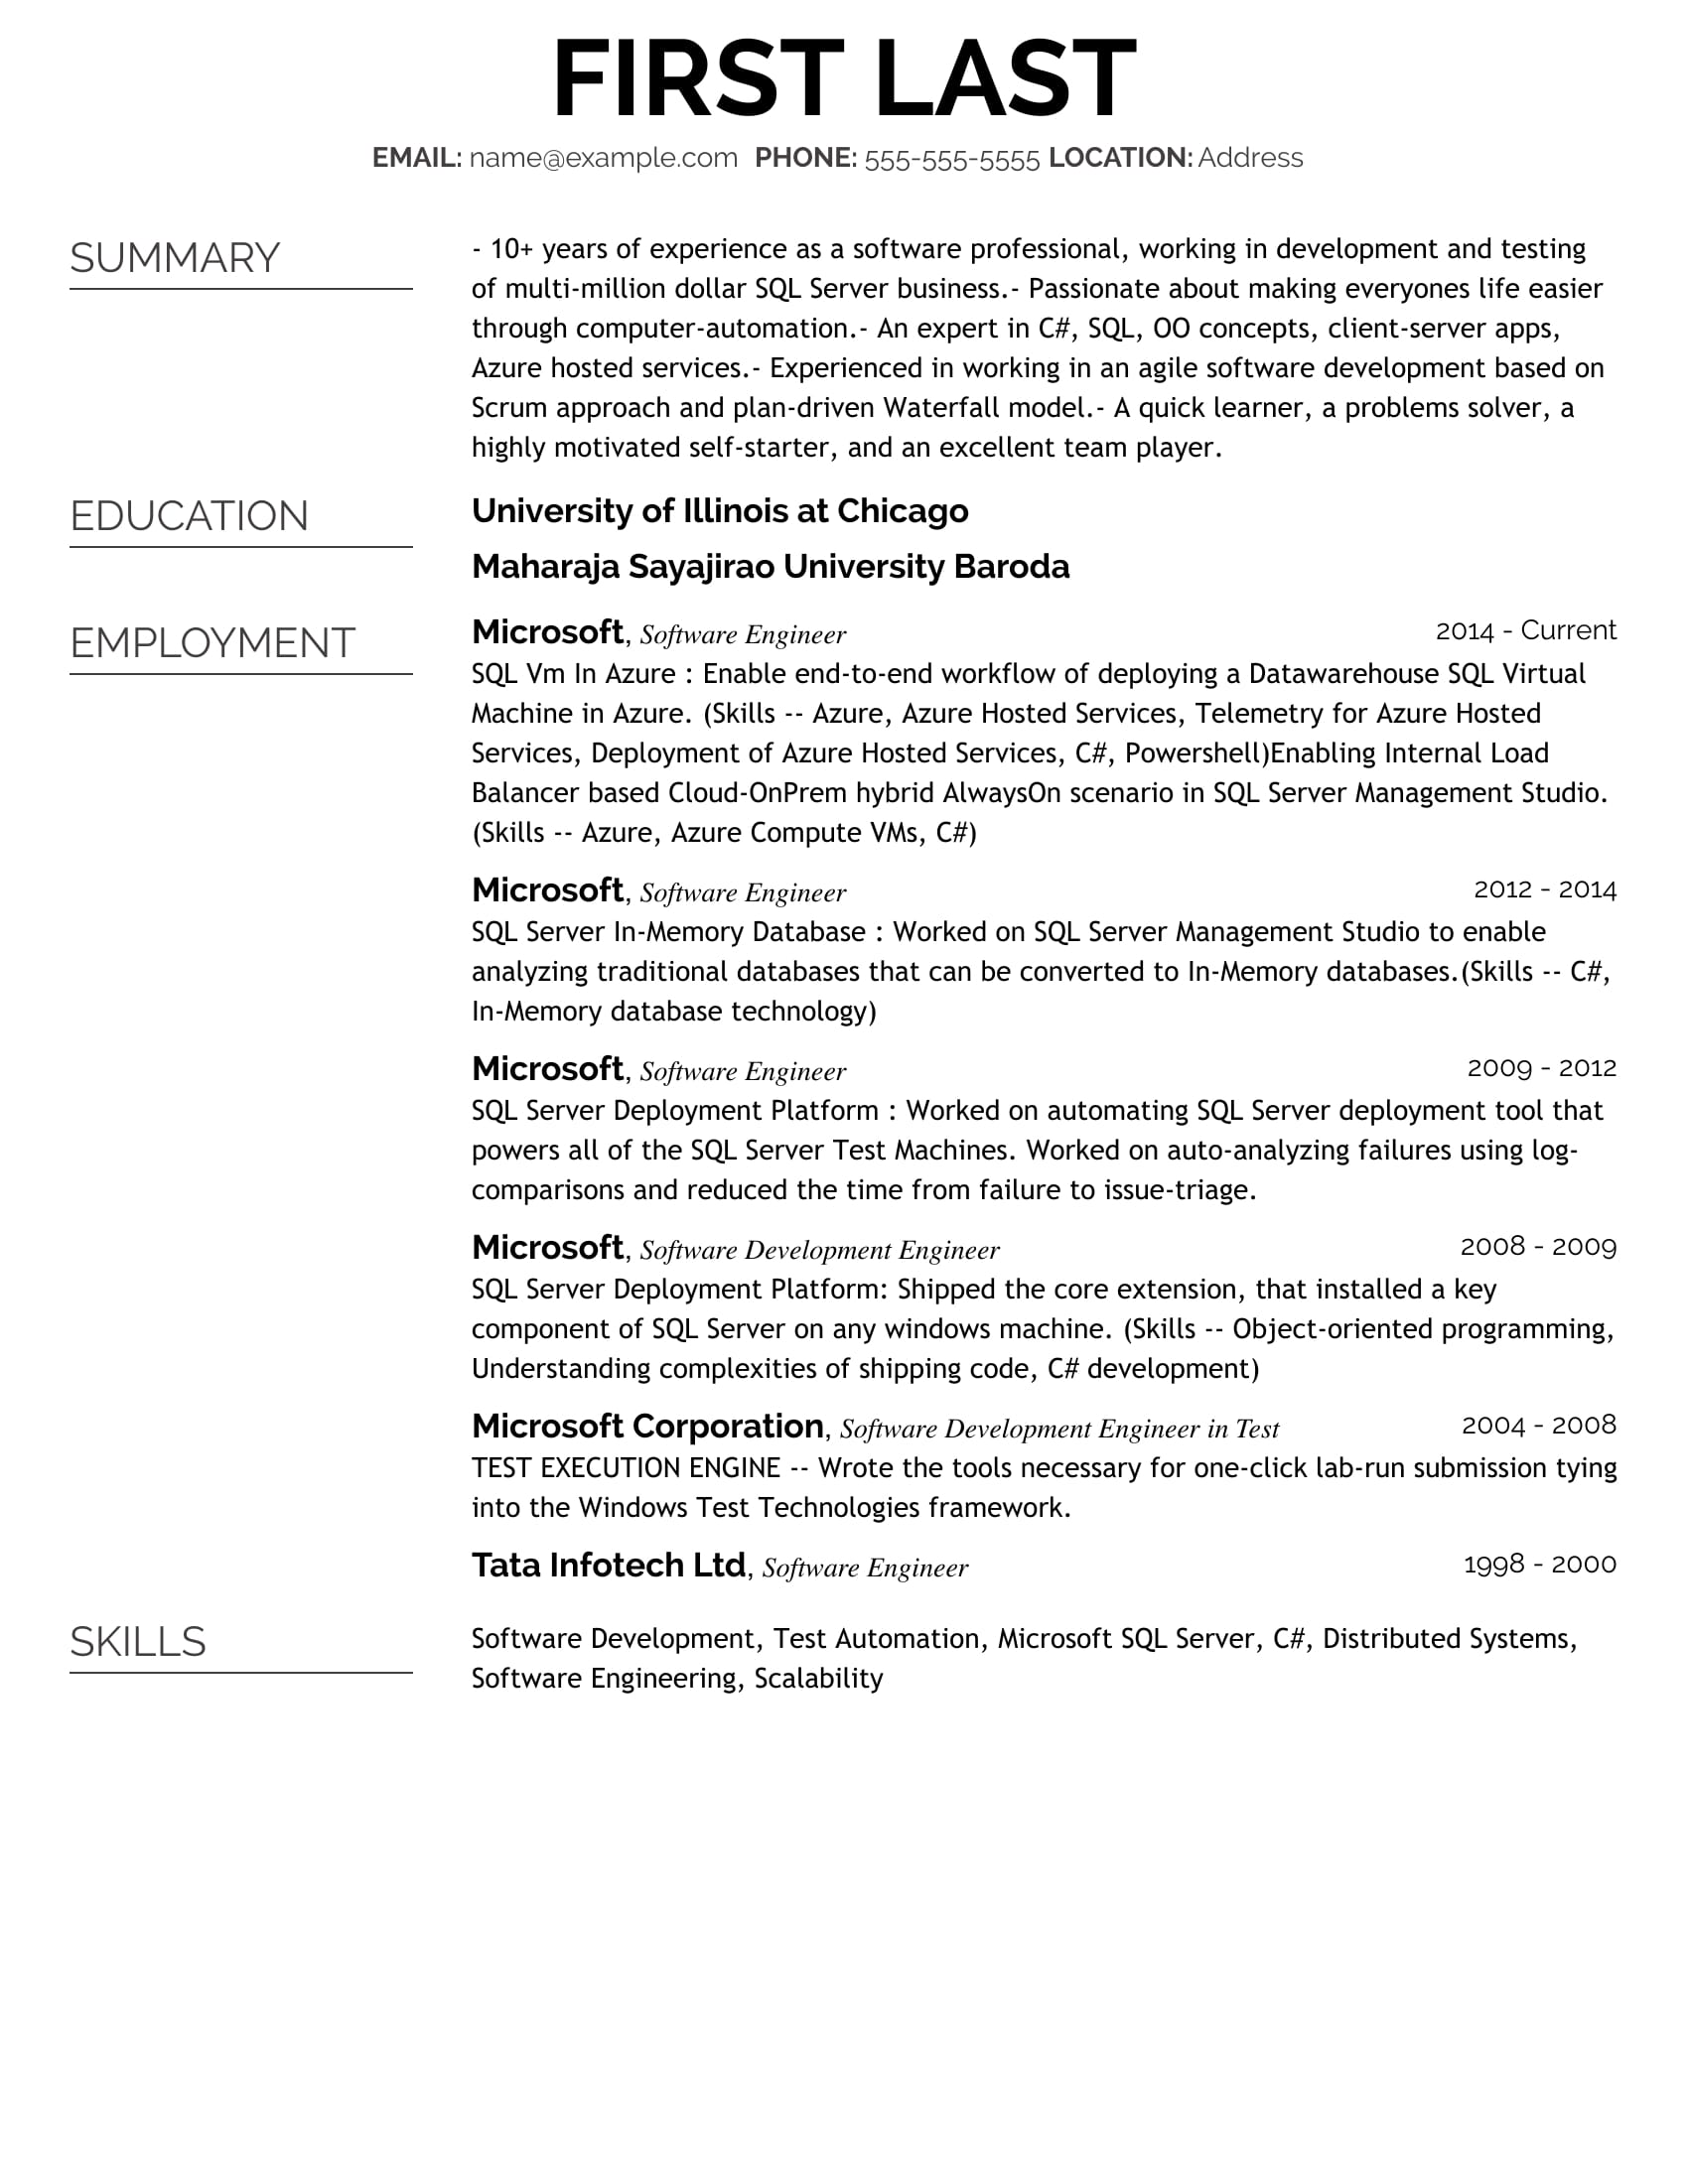 FIRST LAST
EMAIL: name@example.com PHONE: 555-555-5555 LOCATION: Address
SUMMARY
- 10+ years of experience as a software professional, working in development and testing
of multi-million dollar SQL Server business.- Passionate about making everyones life easier
through computer-automation.- An expert in C#, SQL, OO concepts, client-server apps,
Azure hosted services.- Experienced in working in an agile software development based on
Scrum approach and plan-driven Waterfall model.- A quick learner, a problems solver, a
highly motivated self-starter, and an excellent team player.
EDUCATION
University of Illinois at Chicago
Maharaja Sayajirao University Baroda
EMPLOYMENT
Microsoft, Software Engineer 2014 - Current
SQL Vm In Azure : Enable end-to-end workflow of deploying a Datawarehouse SQL Virtual
Machine in Azure. (Skills -- Azure, Azure Hosted Services, Telemetry for Azure Hosted
Services, Deployment of Azure Hosted Services, C#, Powershell)Enabling Internal Load
Balancer based Cloud-OnPrem hybrid AlwaysOn scenario in SQL Server Management Studio.
(Skills -- Azure, Azure Compute VMs, C#)
Microsoft, Software Engineer 2012 - 2014
SQL Server In-Memory Database : Worked on SQL Server Management Studio to enable
analyzing traditional databases that can be converted to In-Memory databases.(Skills -- C#,
In-Memory database technology)
Microsoft, Software Engineer 2009 - 2012
SQL Server Deployment Platform : Worked on automating SQL Server deployment tool that
powers all of the SQL Server Test Machines. Worked on auto-analyzing failures using log-
comparisons and reduced the time from failure to issue-triage.
Microsoft, Software Development Engineer 2008 - 2009
SQL Server Deployment Platform: Shipped the core extension, that installed a key
component of SQL Server on any windows machine. (Skills -- Object-oriented programming,
Understanding complexities of shipping code, C# development)
Microsoft Corporation, Software Development Engineer in Test 2004 - 2008
TEST EXECUTION ENGINE -- Wrote the tools necessary for one-click lab-run submission tying
into the Windows Test Technologies framework.
Tata Infotech Ltd, Software Engineer 1998 - 2000
SKILLS
Software Development, Test Automation, Microsoft SQL Server, C#, Distributed Systems,
Software Engineering, Scalability